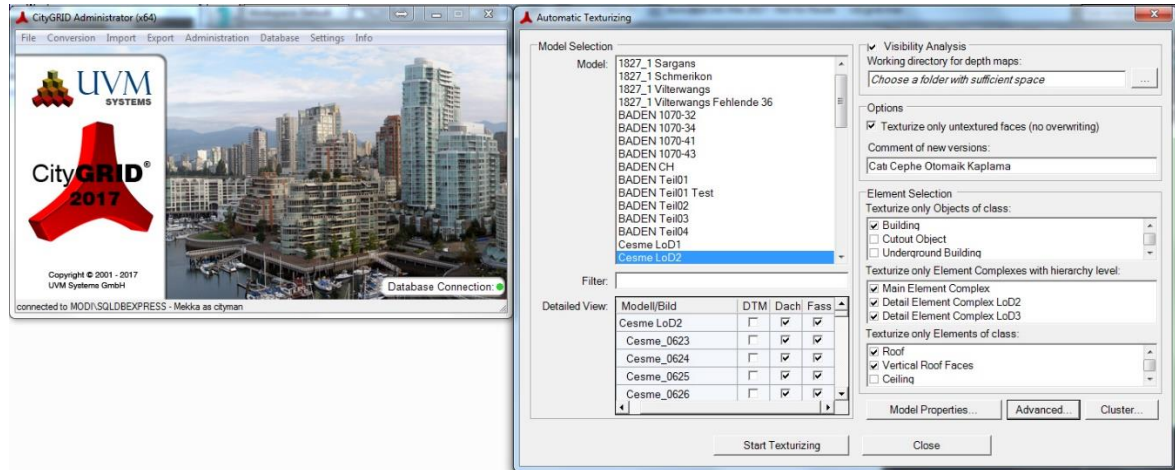 CityGRID Administrator (x64)
File Conversion Import Export Administration Database Settings Info
UVM
SYSTEMS
CityGRID®
2017
Copyright © 2001 - 2017
UVM Systems GmbH
Database Connection:
connected to MODI\SQLDBEXPRESS - Mekka as cityman
Automatic Texturizing
Model Selection
Model:
1827_1 Sargans
1827_1 Schmerikon
1827_1 Vilterwangs
1827_1 Vilterwangs Fehlende 36
BADEN 1070-32
BADEN 1070-34
BADEN 1070-41
BADEN 1070-43
BADEN CH
BADEN Teil01
BADEN Teil01 Test
BADEN Teil02
BADEN Teil03
BADEN Teil04
Cesme LoD1
Cesme LoD2
Filter:
Detailed View:
Modell/Bild DTM Dach Fass
Cesme LoD2
Cesme_0623
Cesme_0624
Cesme_0625
Cesme_0626
Visibility Analysis
Working directory for depth maps:
Choose a folder with sufficient space
...
Options
Texturize only untextured faces (no overwriting)
Comment of new versions:
Catı Cephe Otomaik Kaplama
Element Selection
Texturize only Objects of class:
Building
Cutout Object
Underground Building
Texturize only Element Complexes with hierarchy level:
Main Element Complex
Detail Element Complex LoD2
Detail Element Complex LoD3
Texturize only Elements of class:
Roof
Vertical Roof Faces
Ceiling
Model Properties... Advanced... Cluster...
Start Texturizing Close